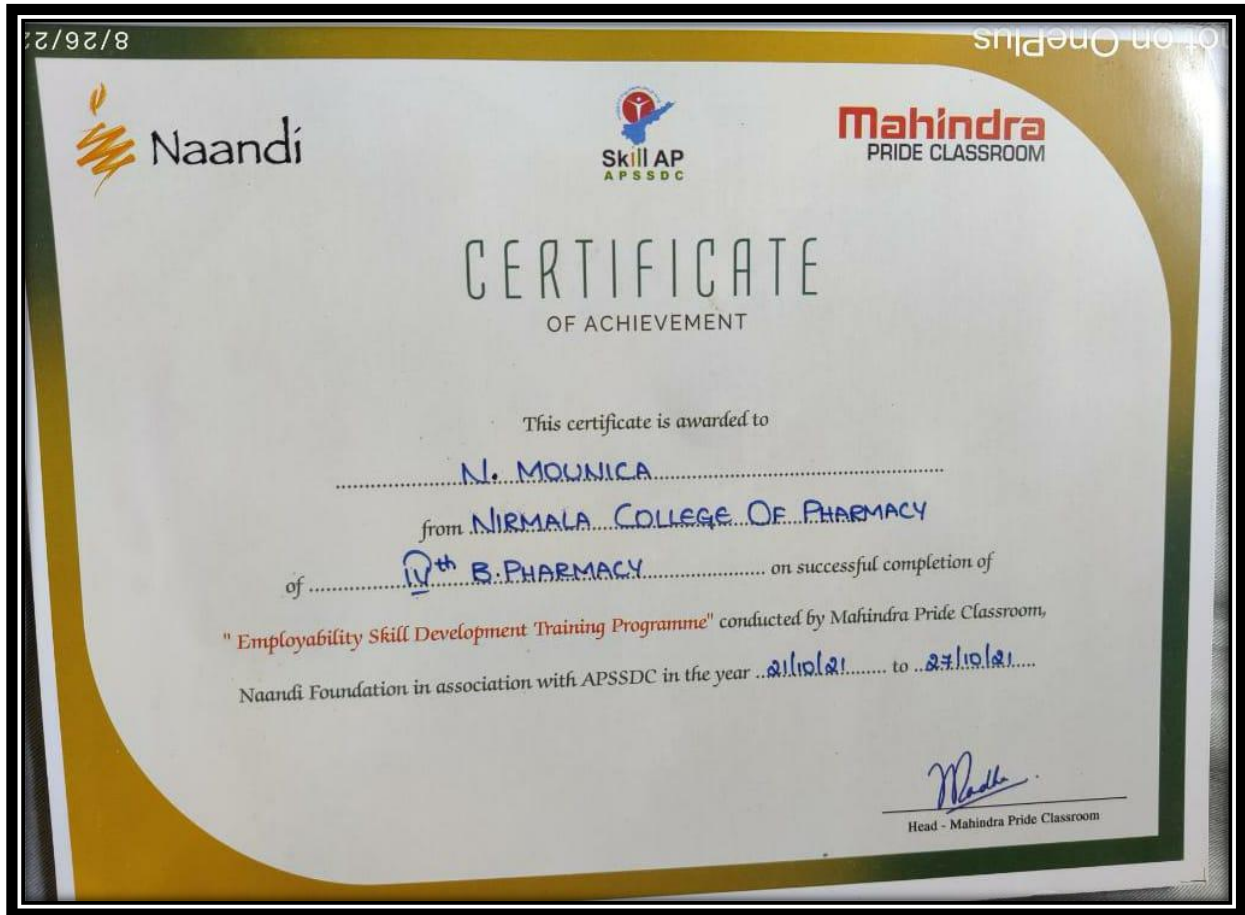 8/26/2
ot on OnePlus
Naandi
Skill AP
APSSDC
Mahindra
PRIDE CLASSROOM
CERTIFICATE
OF ACHIEVEMENT
This certificate is awarded to
N. MOUNICA
from NIRMALA COLLEGE OF PHARMACY
of IVth B.PHARMACY on successful completion of
" Employability Skill Development Training Programme" conducted by Mahindra Pride Classroom,
Naandi Foundation in association with APSSDC in the year 21/10/21 to 27/10/21
Head - Mahindra Pride Classroom